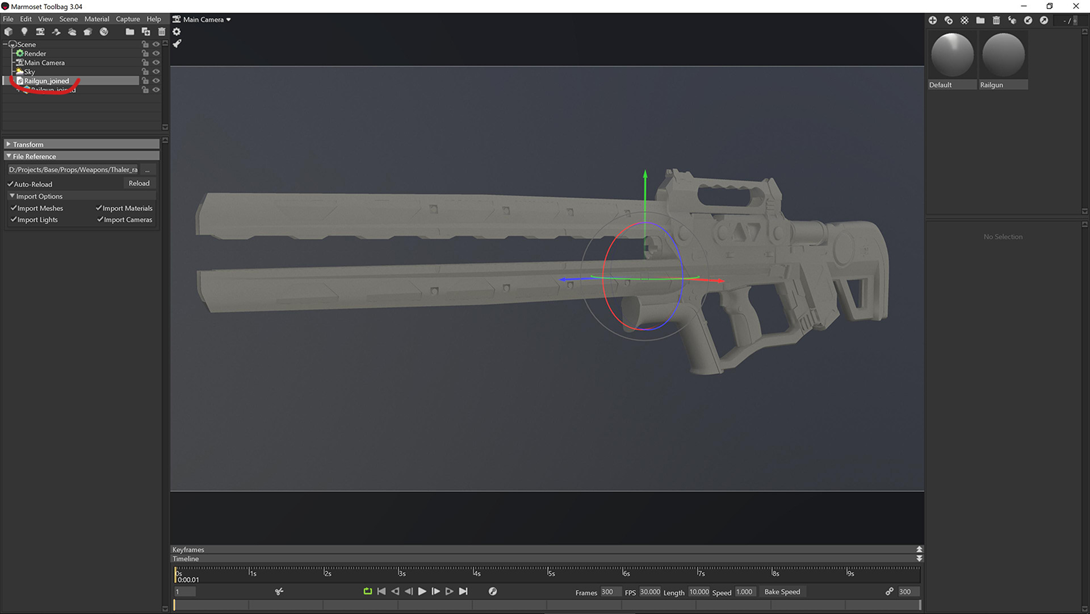 Marmoset Toolbag 3.04
File Edit View Scene Material Capture Help
Main Camera
Scene
Render
Main Camera
Sky
Railgun_joined
Railgun_joined
Transform
File Reference
D:/Projects/Base/Props/Weapons/Thaler_ra ...
Auto-Reload Reload
Import Options
Import Meshes Import Materials
Import Lights Import Cameras
Default Railgun
No Selection
Keyframes
Timeline
0s 1s 2s 3s 4s 5s 6s 7s 8s 9s
0:00.01
1 Frames 300 FPS 30.000 Length 10.000 Speed 1.000 Bake Speed 300